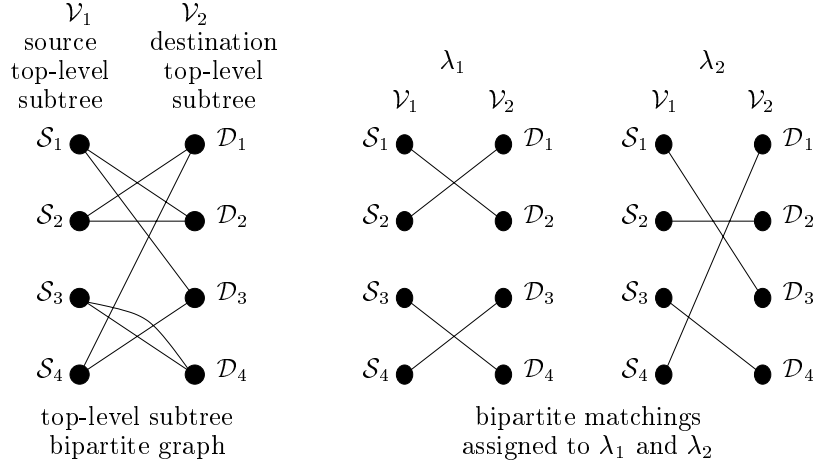 𝒱₁ 𝒱₂
source destination
top-level top-level
subtree subtree
𝒮₁ 𝒟₁
𝒮₂ 𝒟₂
𝒮₃ 𝒟₃
𝒮₄ 𝒟₄
top-level subtree
bipartite graph
λ₁
𝒱₁ 𝒱₂
𝒮₁ 𝒟₁
𝒮₂ 𝒟₂
𝒮₃ 𝒟₃
𝒮₄ 𝒟₄
λ₂
𝒱₁ 𝒱₂
𝒮₁ 𝒟₁
𝒮₂ 𝒟₂
𝒮₃ 𝒟₃
𝒮₄ 𝒟₄
bipartite matchings
assigned to λ₁ and λ₂